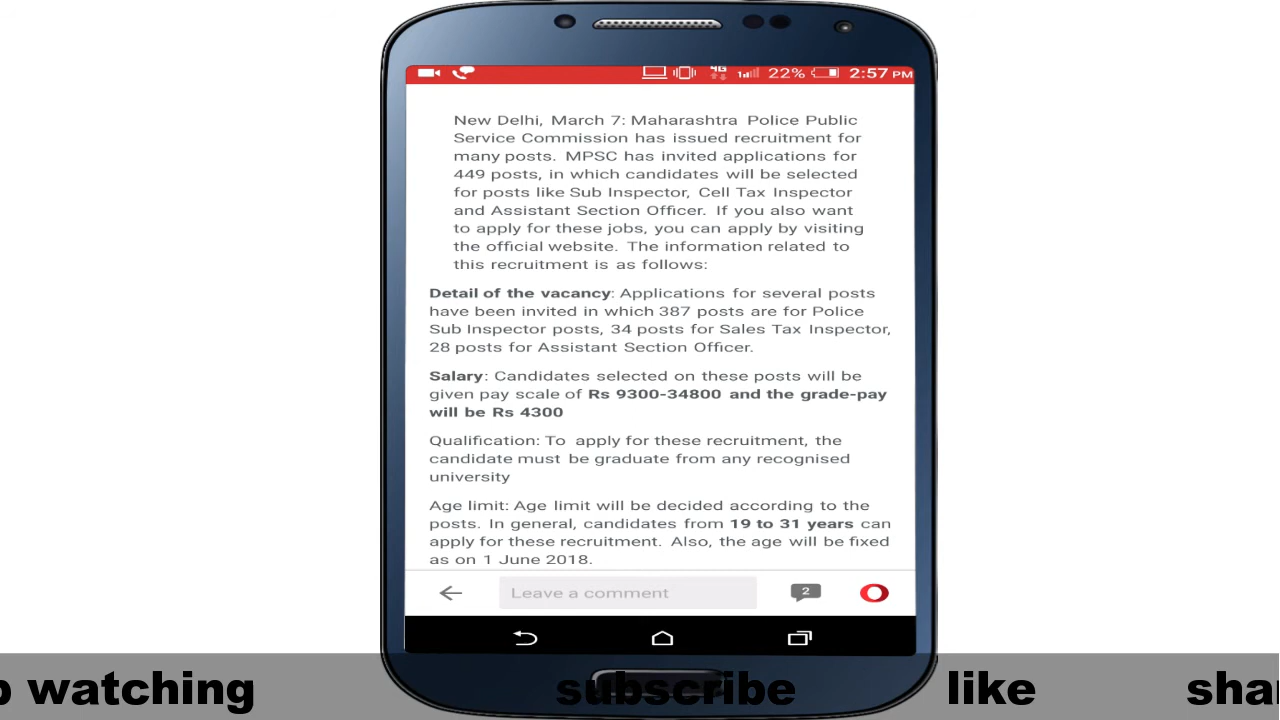 4G 22% 2:57 PM
New Delhi, March 7: Maharashtra Police Public
Service Commission has issued recruitment for
many posts. MPSC has invited applications for
449 posts, in which candidates will be selected
for posts like Sub Inspector, Cell Tax Inspector
and Assistant Section Officer. If you also want
to apply for these jobs, you can apply by visiting
the official website. The information related to
this recruitment is as follows:
Detail of the vacancy: Applications for several posts
have been invited in which 387 posts are for Police
Sub Inspector posts, 34 posts for Sales Tax Inspector,
28 posts for Assistant Section Officer.
Salary: Candidates selected on these posts will be
given pay scale of Rs 9300-34800 and the grade-pay
will be Rs 4300
Qualification: To apply for these recruitment, the
candidate must be graduate from any recognised
university
Age limit: Age limit will be decided according to the
posts. In general, candidates from 19 to 31 years can
apply for these recruitment. Also, the age will be fixed
as on 1 June 2018.
Leave a comment 2
watching subscribe like